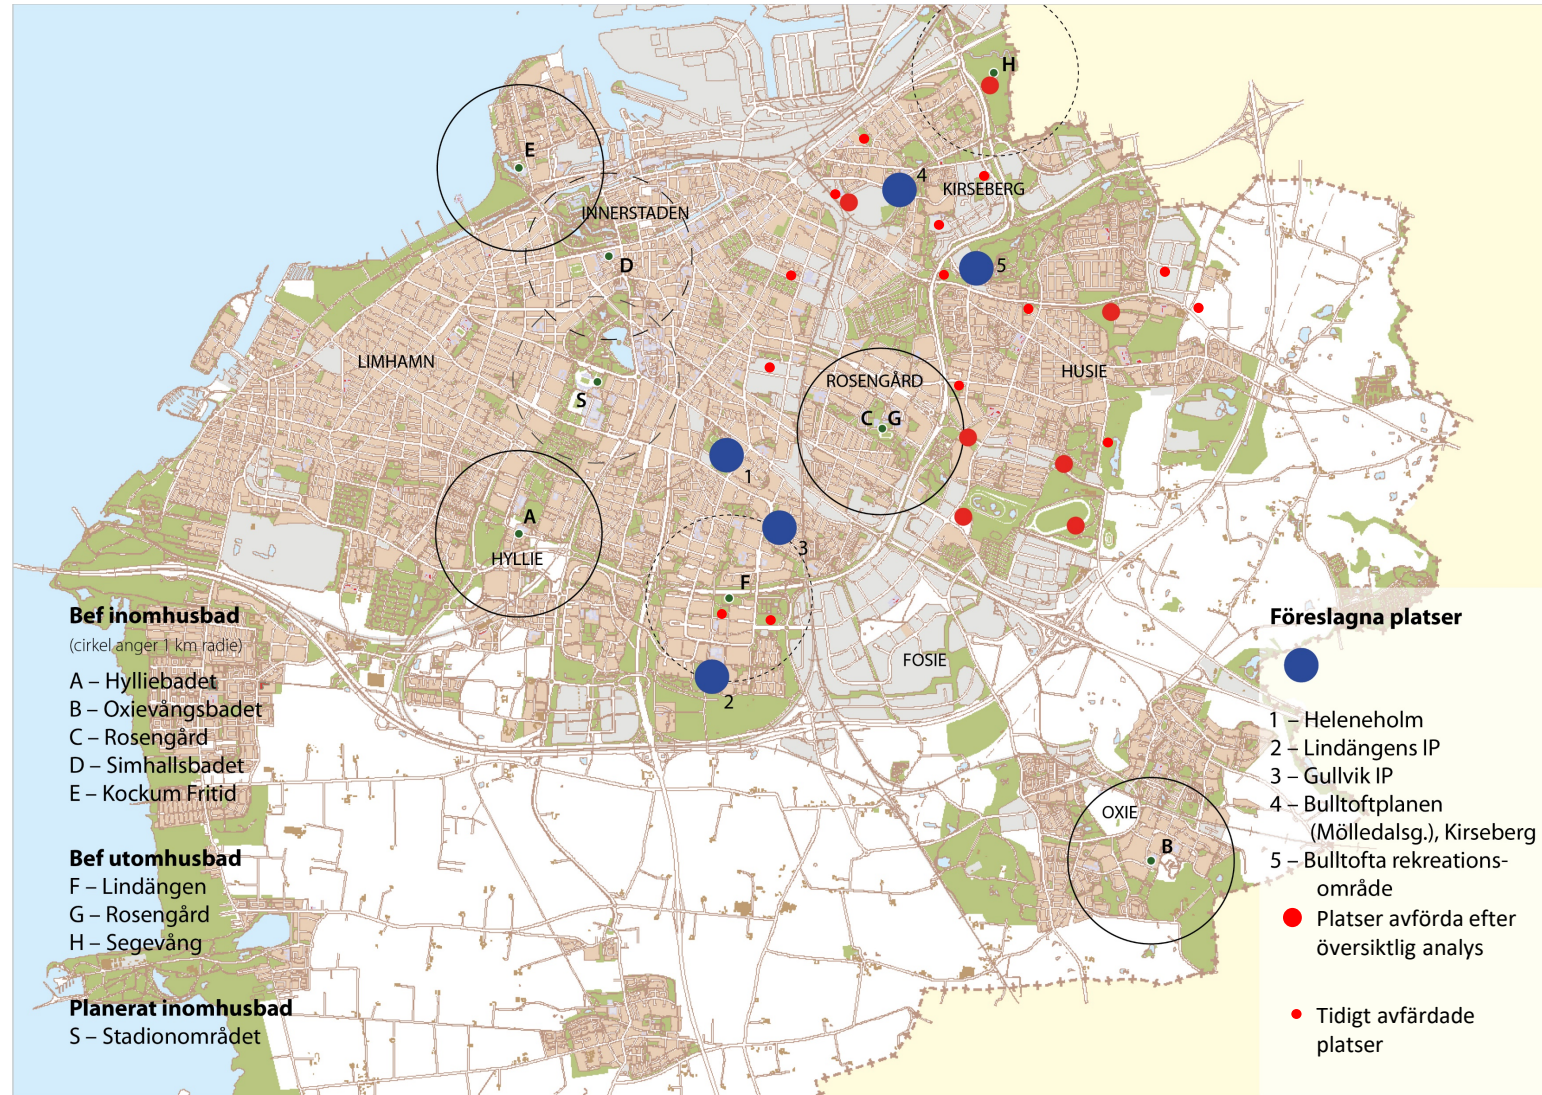 H
E
4
KIRSEBERG
INNERSTADEN
D
5
LIMHAMN
ROSENGÅRD
HUSIE
S
C G
1
A
HYLLIE
3
F
FOSIE
2
OXIE
B
Bef inomhusbad
(cirkel anger 1 km radie)
A – Hylliebadet
B – Oxievångsbadet
C – Rosengård
D – Simhallsbadet
E – Kockum Fritid
Bef utomhusbad
F – Lindängen
G – Rosengård
H – Segevång
Planerat inomhusbad
S – Stadionområdet
Föreslagna platser
1 – Heleneholm
2 – Lindängens IP
3 – Gullvik IP
4 – Bulltoftplanen
(Mölledalsg.), Kirseberg
5 – Bulltofta rekreations-
område
Platser avförda efter
översiktlig analys
Tidigt avfärdade
platser